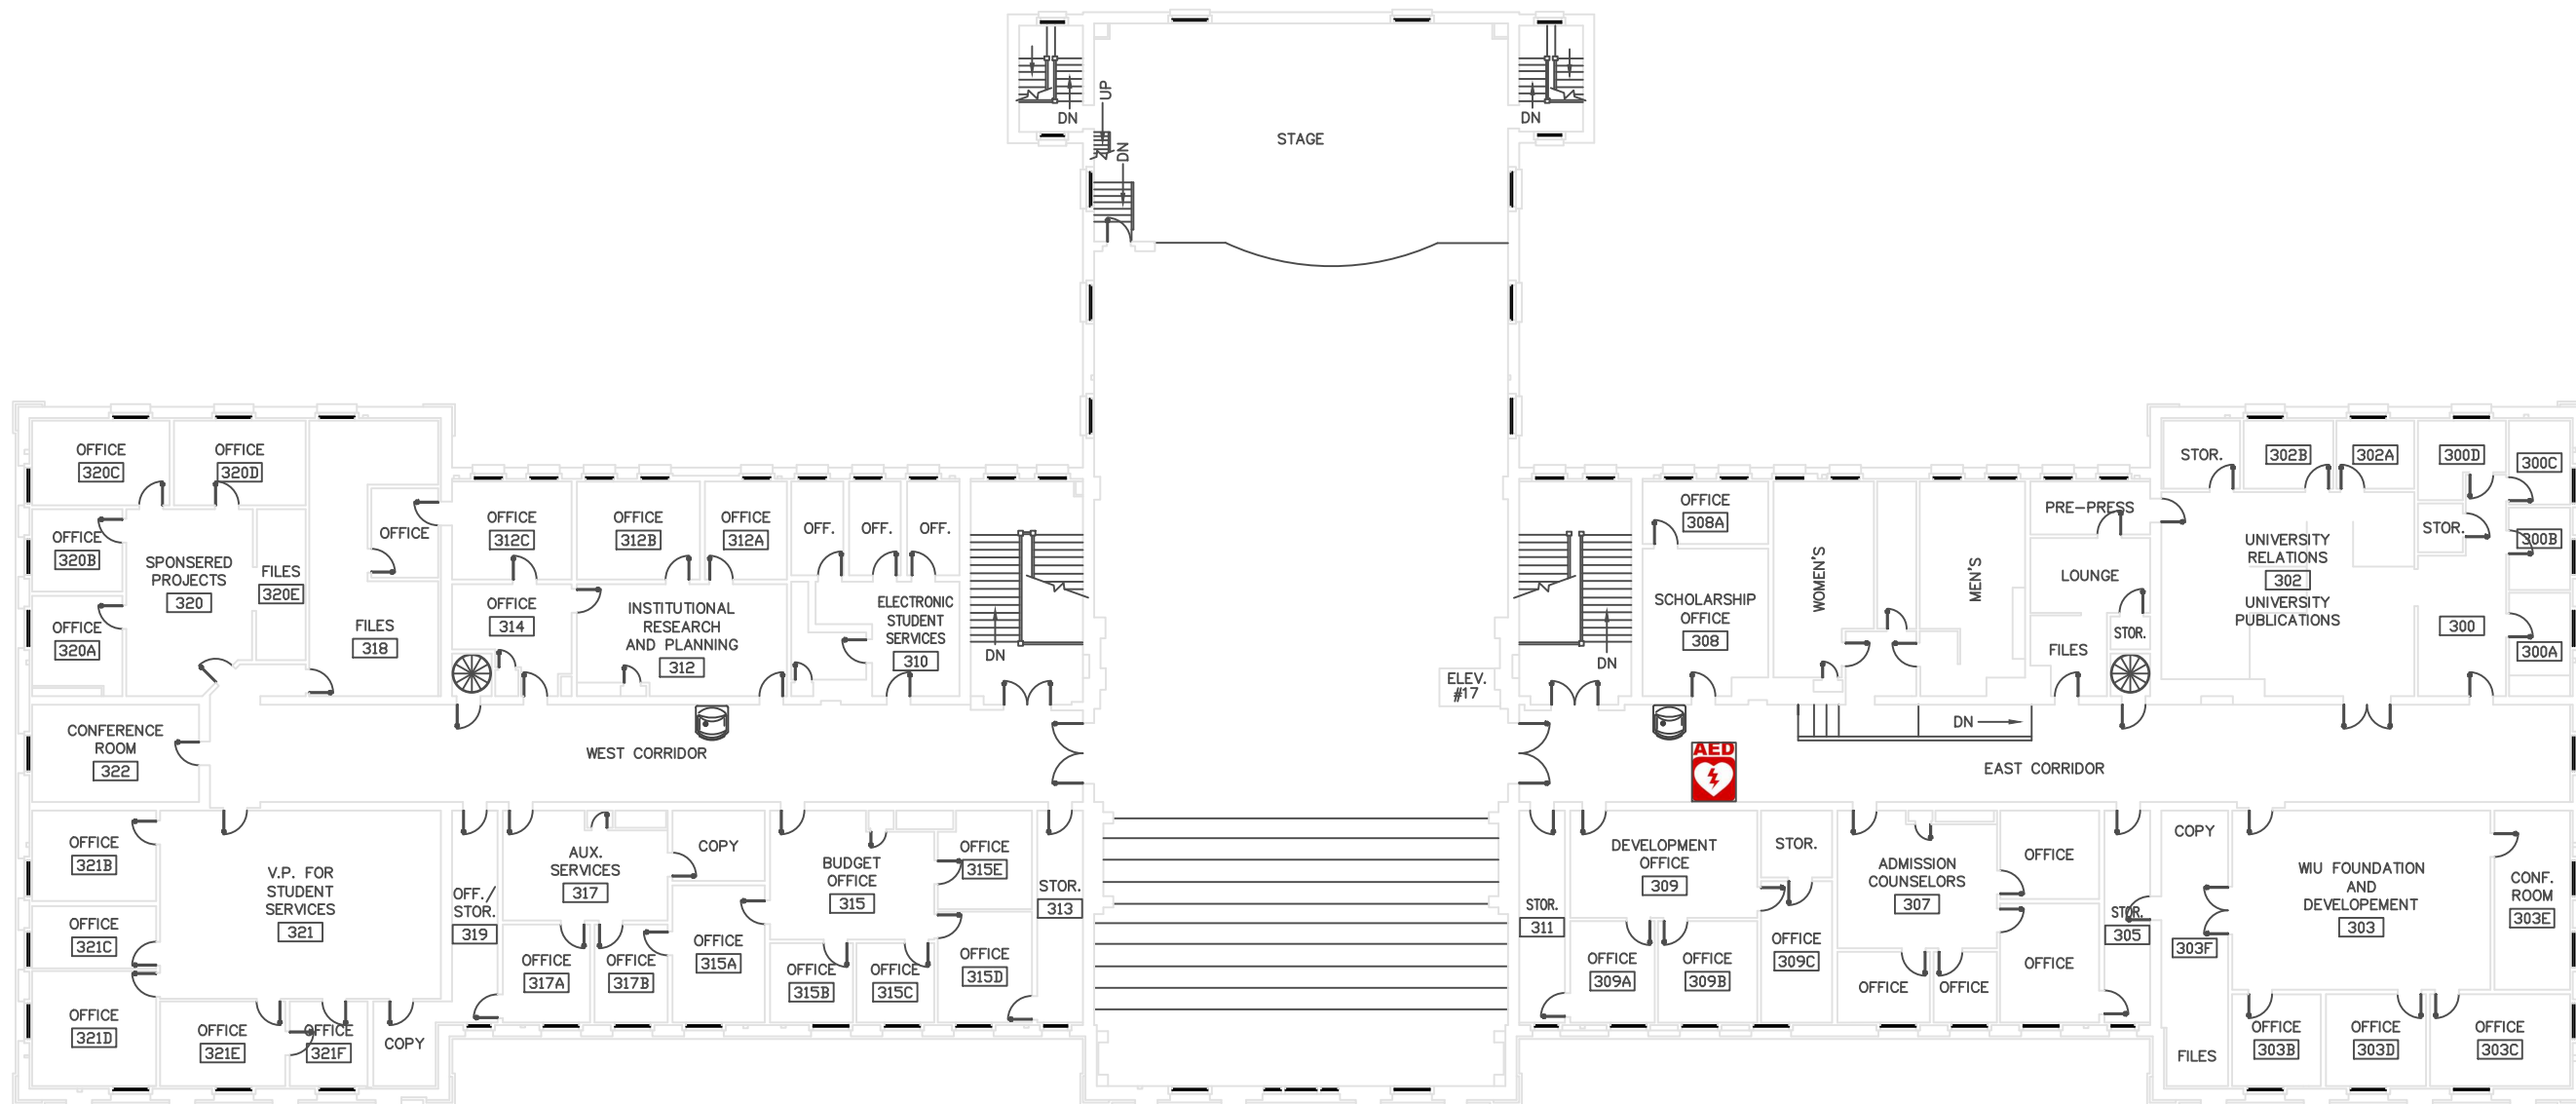 UP
DN
DN
DN
STAGE
OFFICE
320C
OFFICE
320D
OFFICE
320B
SPONSERED
PROJECTS
320
FILES
320E
OFFICE
320A
OFFICE
FILES
318
OFFICE
312C
OFFICE
312B
OFFICE
312A
OFF.
OFF.
OFF.
OFFICE
314
INSTITUTIONAL
RESEARCH
AND PLANNING
312
ELECTRONIC
STUDENT
SERVICES
310
DN
ELEV.
#17
DN
OFFICE
308A
SCHOLARSHIP
OFFICE
308
WOMEN'S
MEN'S
PRE-PRESS
LOUNGE
STOR.
FILES
STOR.
302B
302A
300D
300C
STOR.
300B
UNIVERSITY
RELATIONS
302
UNIVERSITY
PUBLICATIONS
300
300A
CONFERENCE
ROOM
322
WEST CORRIDOR
AED
DN
EAST CORRIDOR
OFFICE
321B
OFFICE
321C
OFFICE
321D
V.P. FOR
STUDENT
SERVICES
321
OFFICE
321E
OFFICE
321F
COPY
OFF./
STOR.
319
AUX.
SERVICES
317
COPY
OFFICE
317A
OFFICE
317B
OFFICE
315A
BUDGET
OFFICE
315
OFFICE
315E
OFFICE
315B
OFFICE
315C
OFFICE
315D
STOR.
313
STOR.
311
DEVELOPMENT
OFFICE
309
STOR.
OFFICE
309A
OFFICE
309B
OFFICE
309C
ADMISSION
COUNSELORS
307
OFFICE
OFFICE
OFFICE
OFFICE
STOR.
305
COPY
303F
FILES
WIU FOUNDATION
AND
DEVELOPEMENT
303
CONF.
ROOM
303E
OFFICE
303B
OFFICE
303D
OFFICE
303C